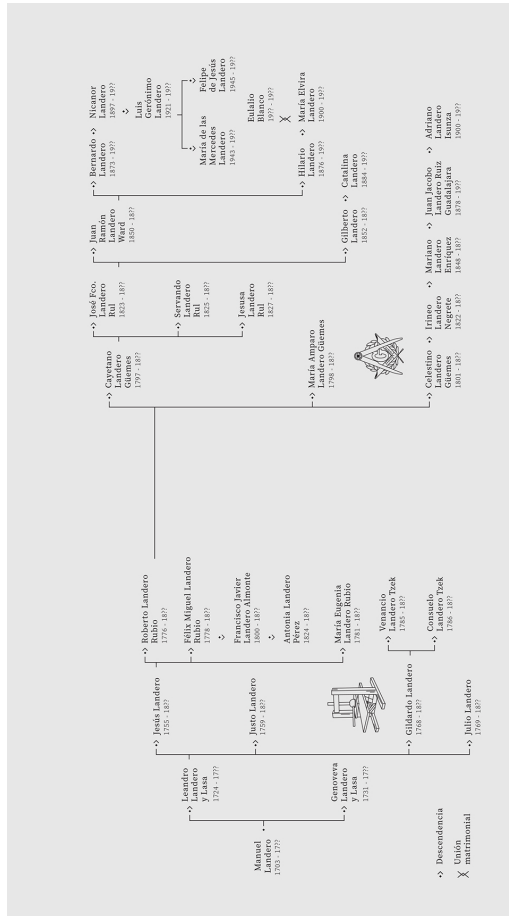 Manuel
Landero
1703 - 17??
Leandro
Landero
y Lasa
1724 - 17??
Genoveva
Landero
y Lasa
1731 - 17??
Jesús Landero
1755 - 18??
Justo Landero
1759 - 18??
Gildardo Landero
1768 - 18??
Julio Landero
1769 - 18??
Roberto Landero
Rubio
1776 - 18??
Félix Miguel Landero
Rubio
1778 - 18??
Francisco Javier
Landero Almonte
1800 - 18??
Antonia Landero
Pérez
1824 - 18??
María Eugenia
Landero Rubio
1781 - 18??
Venancio
Landero Tzek
1785 - 18??
Consuelo
Landero Tzek
1786 - 18??
Cayetano
Landero
Güemes
1797 - 18??
María Amparo
Landero Güemes
1798 - 18??
G
Celestino
Landero
Güemes
1801 - 18??
Irineo
Landero
Negrete
1822 - 18??
Mariano
Landero
Enríquez
1848 - 18??
Juan Jacobo
Landero Ruiz
Guadalajara
1878 - 19??
Adriano
Landero
Isunza
1900 - 19??
José Fco.
Landero
Rul
1823 - 18??
Servando
Landero
Rul
1825 - 18??
Jesusa
Landero
Rul
1827 - 18??
Juan
Ramón
Landero
Ward
1850 - 18??
Gilberto
Landero
1852 - 18??
Catalina
Landero
1884 - 19??
Bernardo
Landero
1873 - 19??
Nicanor
Landero
1897 - 19??
Luis
Gerónimo
Landero
1921 - 19??
María de las
Mercedes
Landero
1943 - 19??
Felipe
de Jesús
Landero
1945 - 19??
Hilario
Landero
1876 - 19??
María Elvira
Landero
1900 - 19??
Eulalio
Blanco
19?? - 19??
Descendencia
Unión
matrimonial